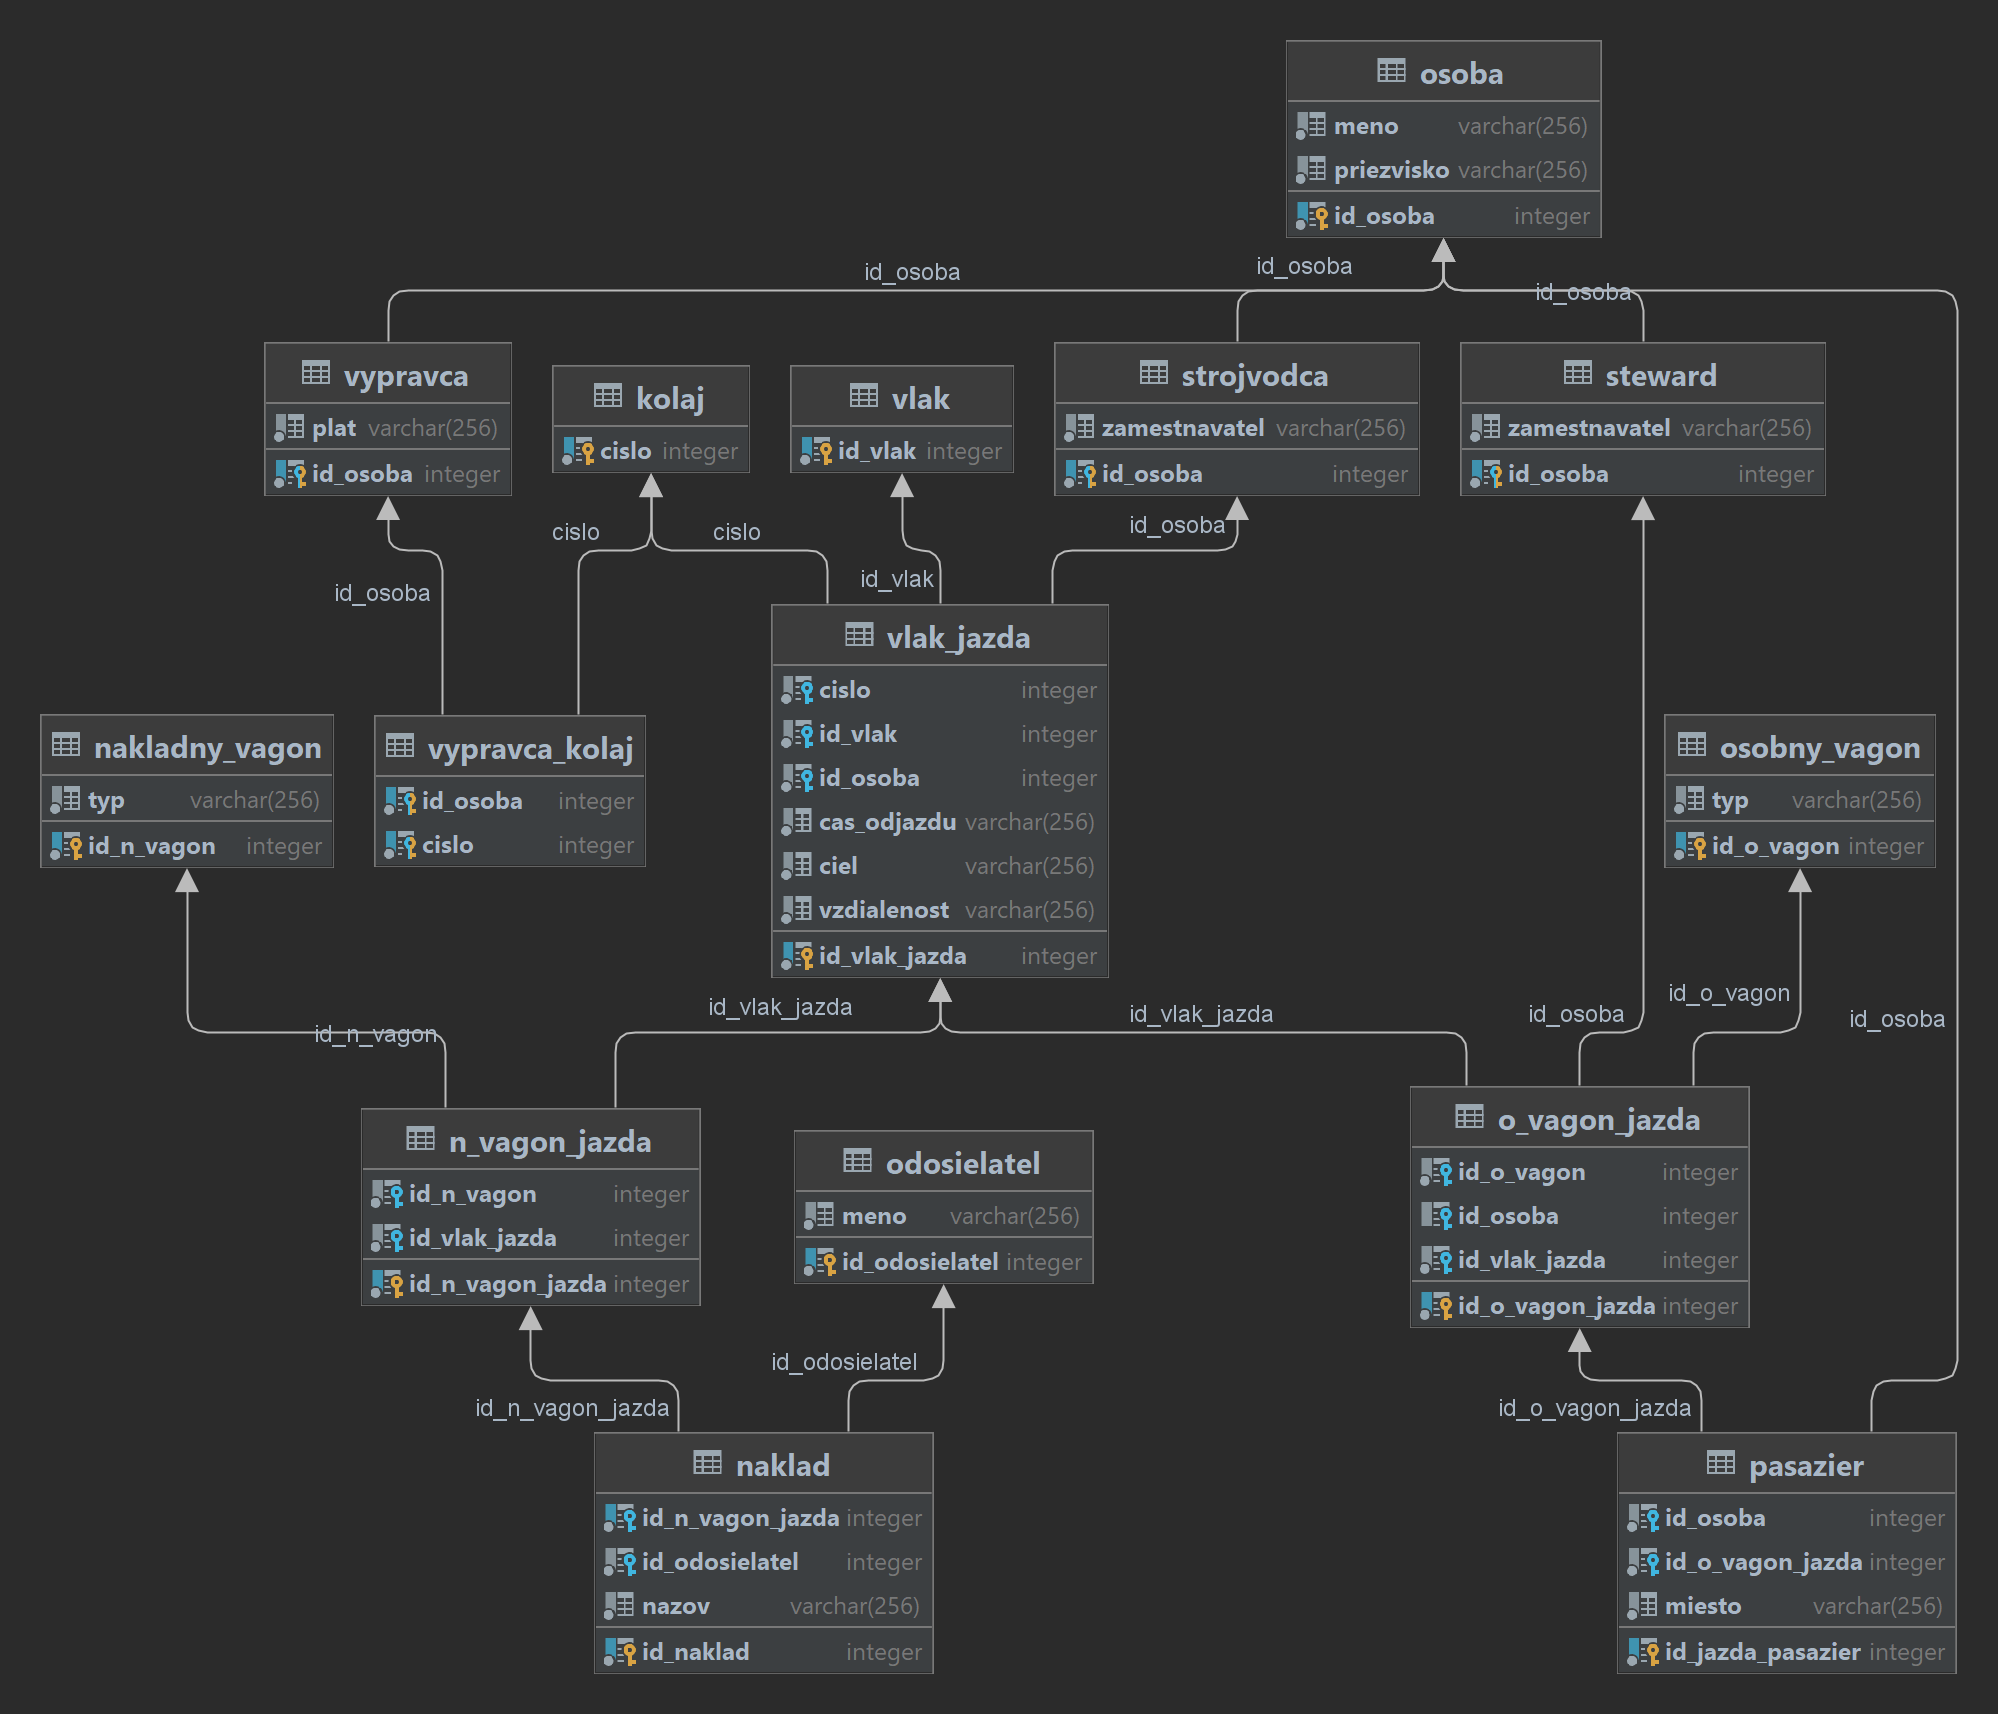 osoba
meno varchar(256)
priezvisko varchar(256)
id_osoba integer
id_osoba
id_osoba
id_osoba
vypravca
plat varchar(256)
id_osoba integer
kolaj
cislo integer
vlak
id_vlak integer
strojvodca
zamestnavatel varchar(256)
id_osoba integer
steward
zamestnavatel varchar(256)
id_osoba integer
cislo
cislo
id_osoba
id_vlak
id_osoba
vlak_jazda
cislo integer
id_vlak integer
id_osoba integer
cas_odjazdu varchar(256)
ciel varchar(256)
vzdialenost varchar(256)
id_vlak_jazda integer
nakladny_vagon
typ varchar(256)
id_n_vagon integer
vypravca_kolaj
id_osoba integer
cislo integer
osobny_vagon
typ varchar(256)
id_o_vagon integer
id_n_vagon
id_vlak_jazda
id_vlak_jazda
id_osoba
id_o_vagon
id_osoba
n_vagon_jazda
id_n_vagon integer
id_vlak_jazda integer
id_n_vagon_jazda integer
odosielatel
meno varchar(256)
id_odosielatel integer
o_vagon_jazda
id_o_vagon integer
id_osoba integer
id_vlak_jazda integer
id_o_vagon_jazda integer
id_n_vagon_jazda
id_odosielatel
id_o_vagon_jazda
naklad
id_n_vagon_jazda integer
id_odosielatel integer
nazov varchar(256)
id_naklad integer
pasazier
id_osoba integer
id_o_vagon_jazda integer
miesto varchar(256)
id_jazda_pasazier integer